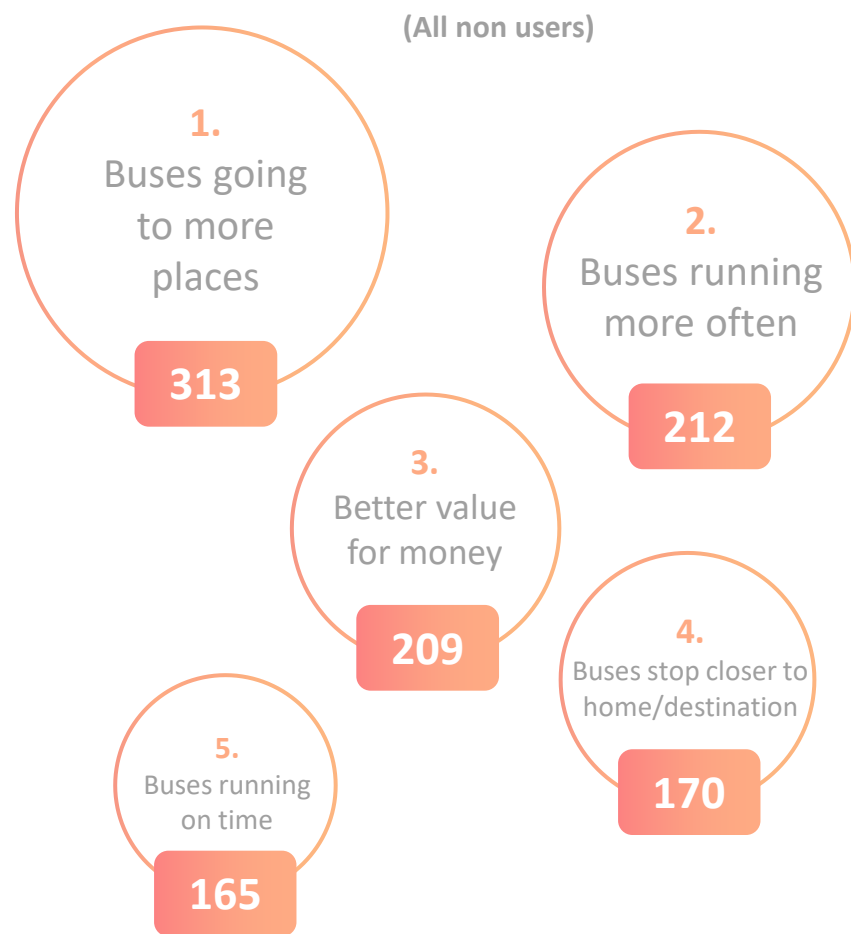 (All non users)
1.
Buses going
to more
places
313
2.
Buses running
more often
212
3.
Better value
for money
209
4.
Buses stop closer to
home/destination
170
5.
Buses running
on time
165